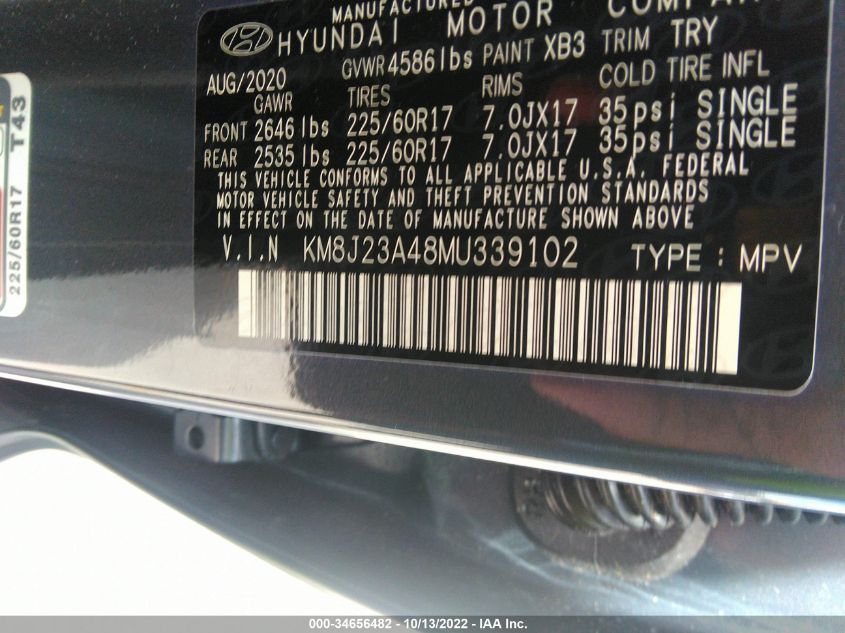 MANUFACTURED
HYUNDAI MOTOR COMPANY
AUG/2020 GVWR 4586lbs PAINT XB3 TRIM TRY
GAWR TIRES RIMS COLD TIRE INFL
FRONT 2646lbs 225/60R17 7.0JX17 35psi SINGLE
REAR 2535lbs 225/60R17 7.0JX17 35psi SINGLE
THIS VEHICLE CONFORMS TO ALL APPLICABLE U.S.A. FEDERAL
MOTOR VEHICLE SAFETY AND THEFT PREVENTION STANDARDS
IN EFFECT ON THE DATE OF MANUFACTURE SHOWN ABOVE
V.I.N KM8J23A48MU339102 TYPE : MPV
225/60R17 T43
000-34656482 - 10/13/2022 - IAA Inc.